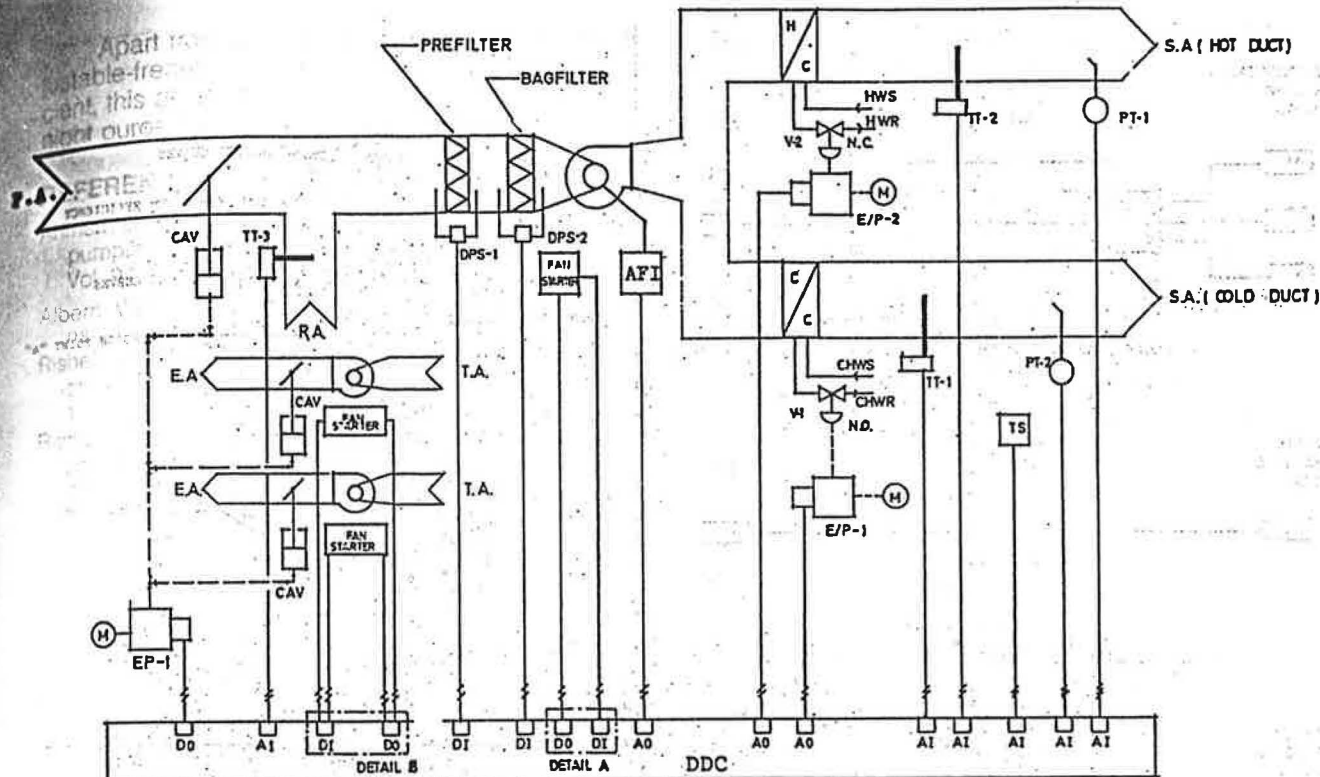 Apart
PREFILTER
S.A ( HOT DUCT)
BAGFILTER
H
C
HWS
HWR
V-2
N.C.
TT-2
PT-1
F.A.
CAV
TT-3
DPS-1
DPS-2
FAN STARTER
AFI
M
E/P-2
R.A.
C
C
S.A. ( COLD DUCT)
E.A
T.A.
CAV
FAN STARTER
CHWS
CHWR
V-1
N.O.
TT-1
PT-2
TS
E.A.
T.A.
FAN STARTER
CAV
M
E/P-1
M
EP-1
DO
AI
DI
DO
DI
DI
DO
DI
AO
AO
AO
AI
AI
AI
AI
AI
DETAIL B
DETAIL A
DDC